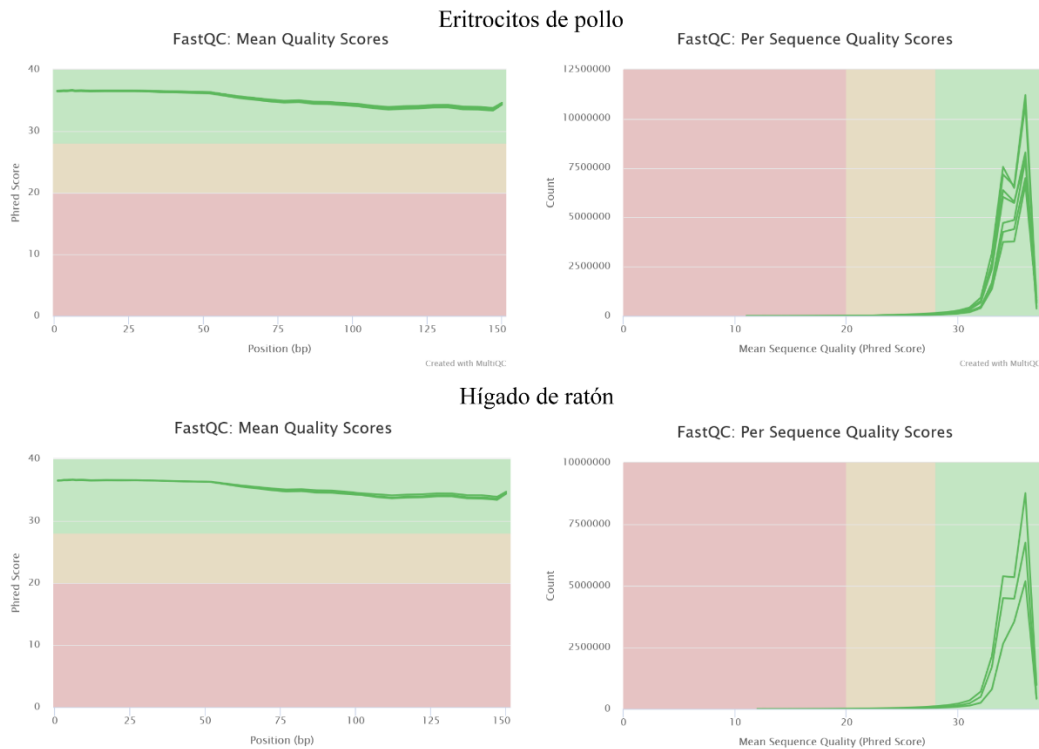 Eritrocitos de pollo
FastQC: Mean Quality Scores
40
30
20
10
0
Phred Score
0 25 50 75 100 125 150
Position (bp)
Created with MultiQC
FastQC: Per Sequence Quality Scores
12500000
10000000
7500000
5000000
2500000
0
Count
0 10 20 30
Mean Sequence Quality (Phred Score)
Created with MultiQC
Hígado de ratón
FastQC: Mean Quality Scores
40
30
20
10
0
Phred Score
0 25 50 75 100 125 150
Position (bp)
FastQC: Per Sequence Quality Scores
10000000
7500000
5000000
2500000
0
Count
0 10 20 30
Mean Sequence Quality (Phred Score)